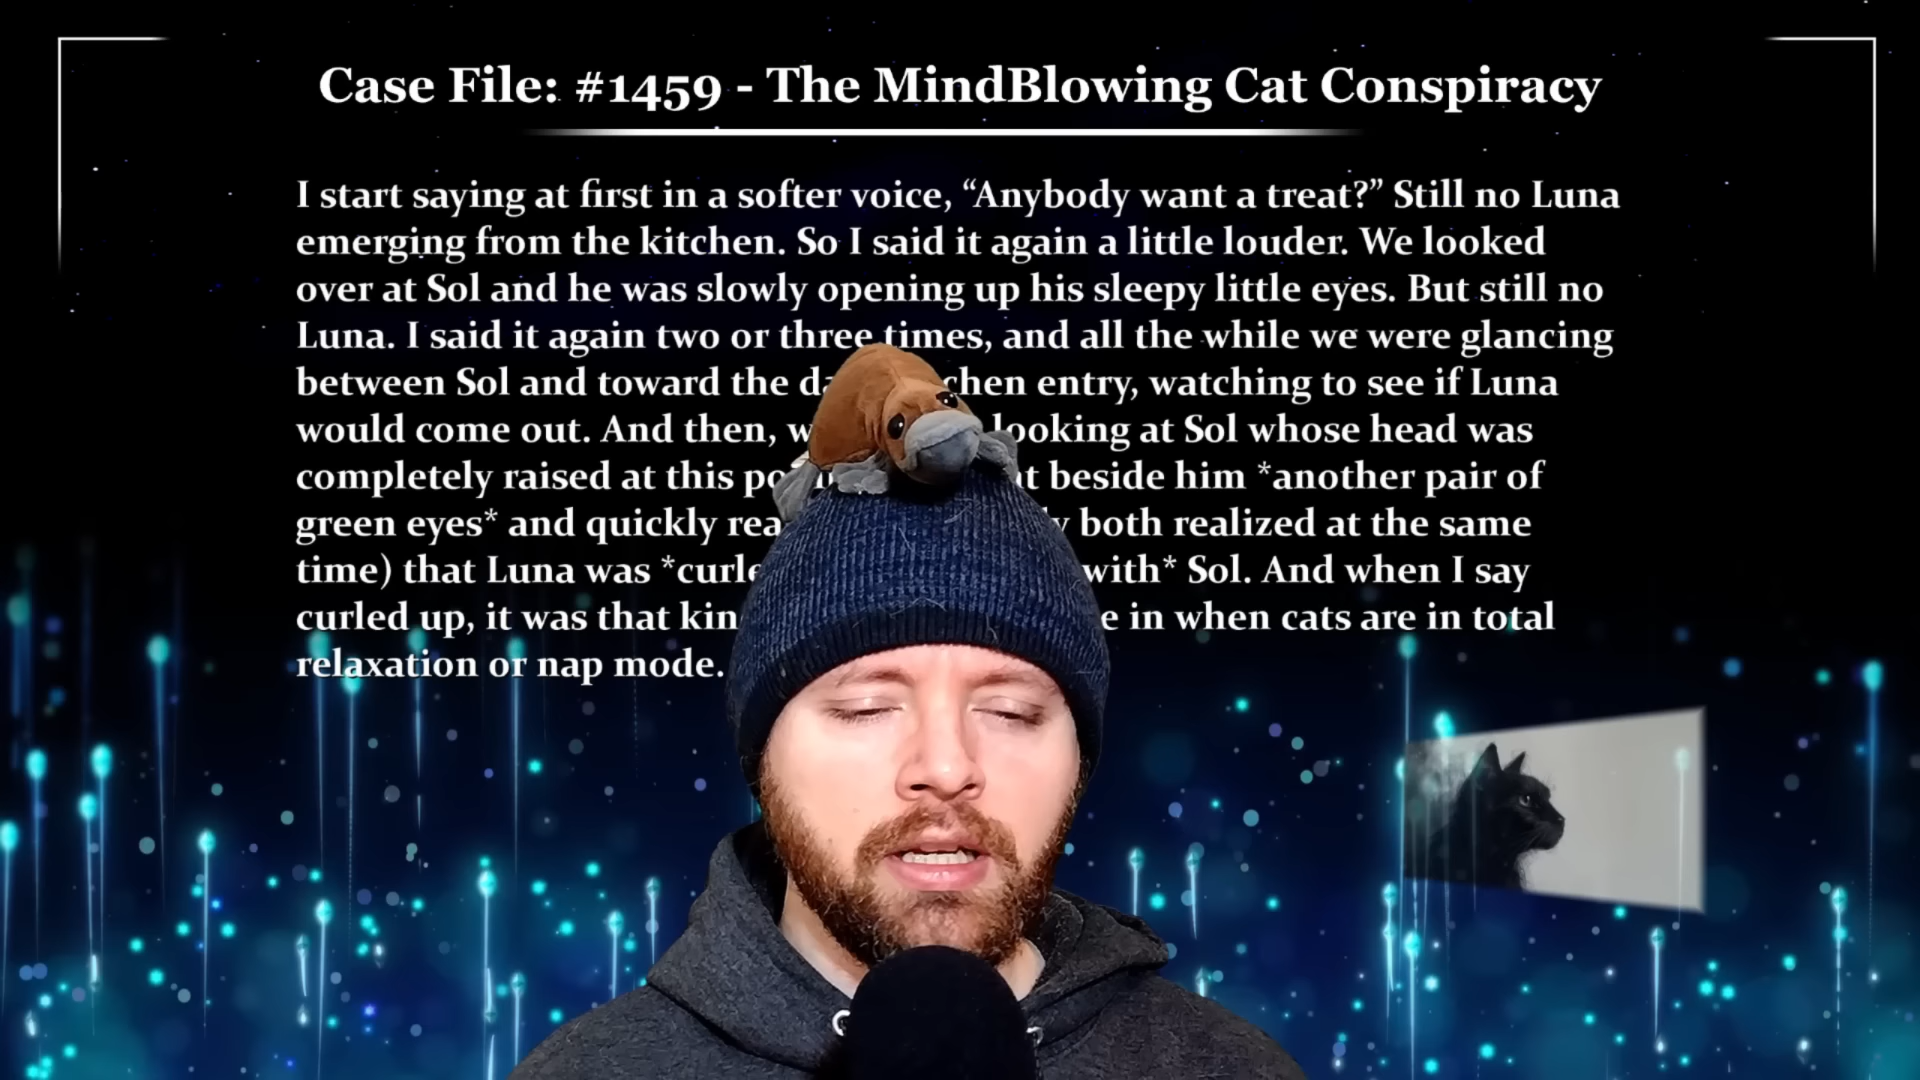 Case File: #1459 - The MindBlowing Cat Conspiracy
I start saying at first in a softer voice, “Anybody want a treat?” Still no Luna
emerging from the kitchen. So I said it again a little louder. We looked
over at Sol and he was slowly opening up his sleepy little eyes. But still no
Luna. I said it again two or three times, and all the while we were glancing
between Sol and toward the chen entry, watching to see if Luna
would come out. And then, looking at Sol whose head was
completely raised at this beside him *another pair of
green eyes* and quickly both realized at the same
time) that Luna was with* Sol. And when I say
curled up, it was that in when cats are in total
relaxation or nap mode.